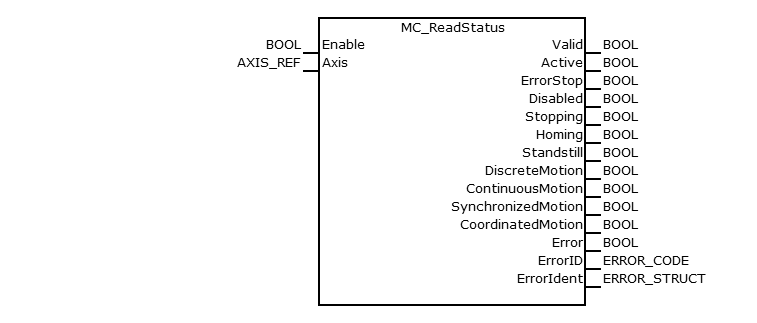 MC_ReadStatus
BOOL Enable Valid BOOL
AXIS_REF Axis Active BOOL
ErrorStop BOOL
Disabled BOOL
Stopping BOOL
Homing BOOL
Standstill BOOL
DiscreteMotion BOOL
ContinuousMotion BOOL
SynchronizedMotion BOOL
CoordinatedMotion BOOL
Error BOOL
ErrorID ERROR_CODE
ErrorIdent ERROR_STRUCT